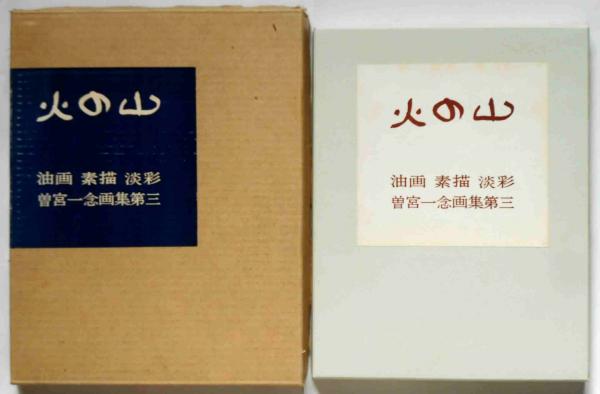 火の山
油画 素描 淡彩
曽宮一念画集第三
火の山
油画 素描 淡彩
曽宮一念画集第三